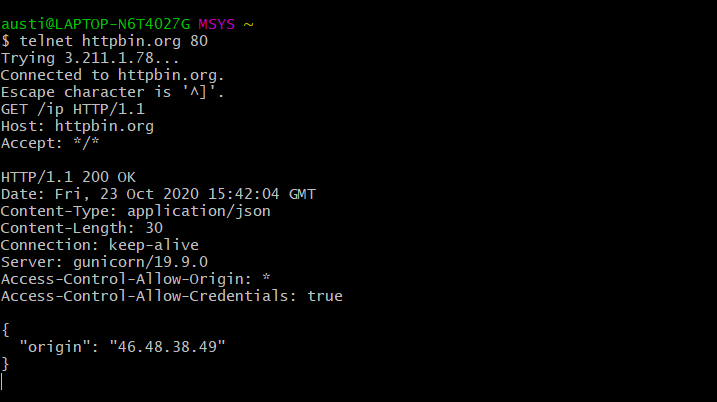 austi@LAPTOP-N6T4027G MSYS ~
$ telnet httpbin.org 80
Trying 3.211.1.78...
Connected to httpbin.org.
Escape character is '^]'.
GET /ip HTTP/1.1
Host: httpbin.org
Accept: */*

HTTP/1.1 200 OK
Date: Fri, 23 Oct 2020 15:42:04 GMT
Content-Type: application/json
Content-Length: 30
Connection: keep-alive
Server: gunicorn/19.9.0
Access-Control-Allow-Origin: *
Access-Control-Allow-Credentials: true

{
  "origin": "46.48.38.49"
}